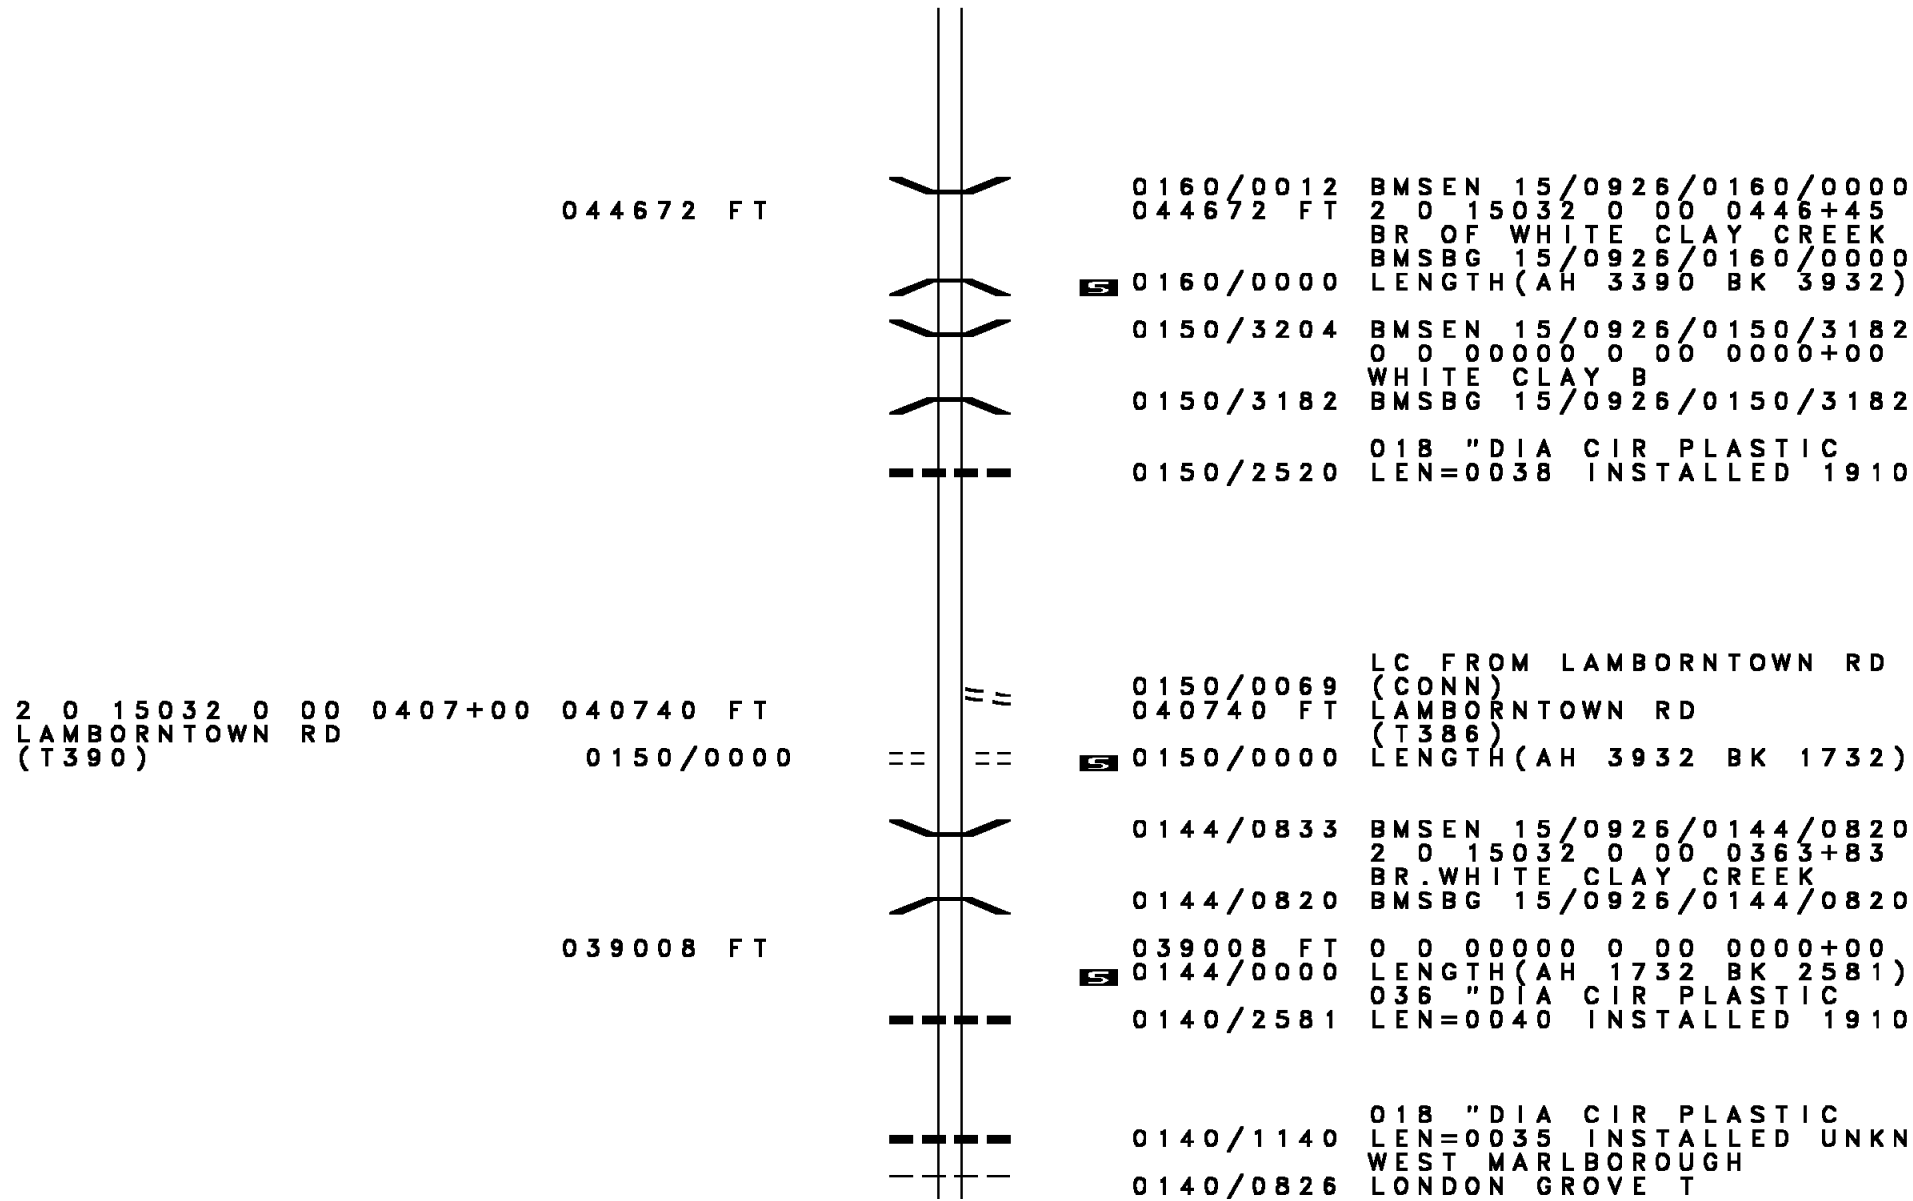 0160/0012 BMSEN 15/0926/0160/0000
044672 FT 044672 FT 2 0 15032 0 00 0446+45
BR OF WHITE CLAY CREEK
BMSBG 15/0926/0160/0000
S 0160/0000 LENGTH(AH 3390 BK 3932)
0150/3204 BMSEN 15/0926/0150/3182
0 0 00000 0 00 0000+00
WHITE CLAY B
0150/3182 BMSBG 15/0926/0150/3182
018 "DIA CIR PLASTIC
0150/2520 LEN=0038 INSTALLED 1910
LC FROM LAMBORNTOWN RD
0150/0069 (CONN)
2 0 15032 0 00 0407+00 040740 FT 040740 FT LAMBORNTOWN RD
LAMBORNTOWN RD (T386)
(T390) 0150/0000 S 0150/0000 LENGTH(AH 3932 BK 1732)
0144/0833 BMSEN 15/0926/0144/0820
2 0 15032 0 00 0363+83
BR.WHITE CLAY CREEK
0144/0820 BMSBG 15/0926/0144/0820
039008 FT 039008 FT 0 0 00000 0 00 0000+00
S 0144/0000 LENGTH(AH 1732 BK 2581)
036 "DIA CIR PLASTIC
0140/2581 LEN=0040 INSTALLED 1910
018 "DIA CIR PLASTIC
0140/1140 LEN=0035 INSTALLED UNKN
WEST MARLBOROUGH
0140/0826 LONDON GROVE T